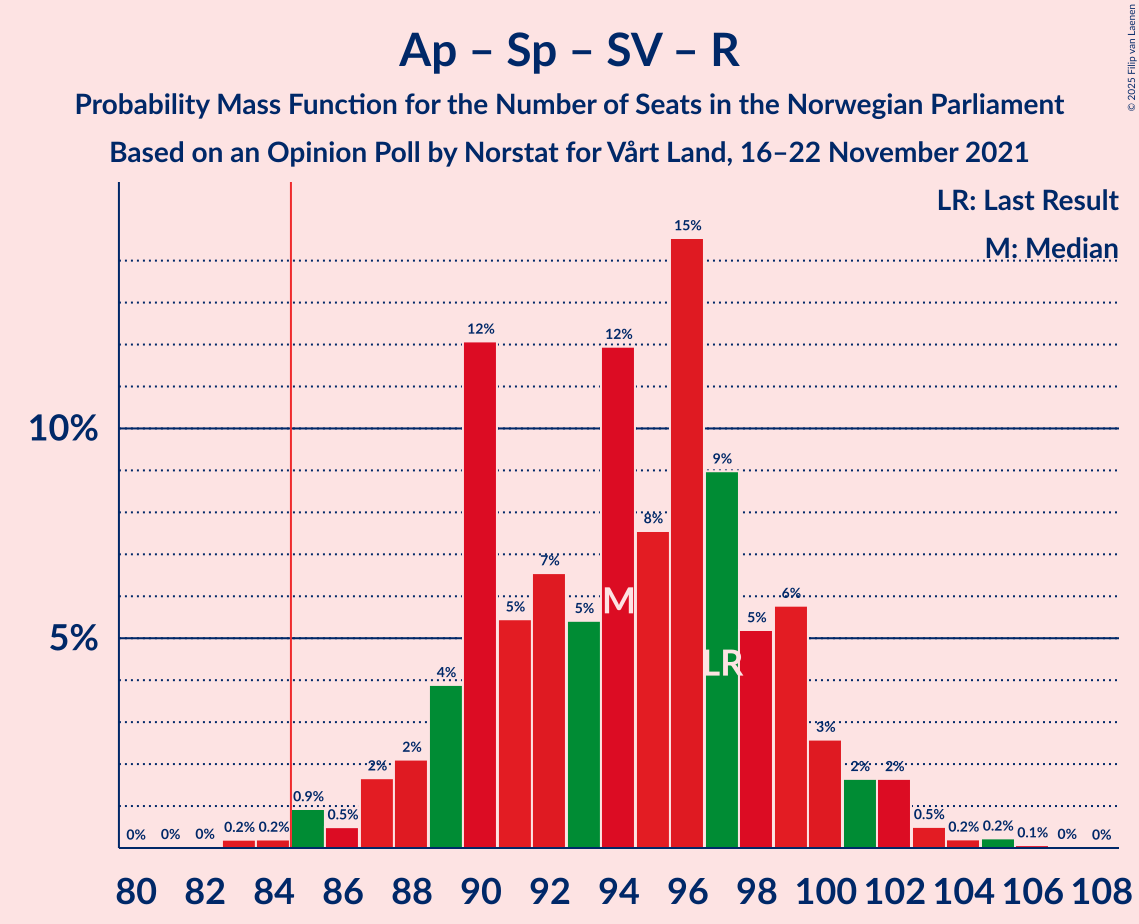 Ap – Sp – SV – R
Probability Mass Function for the Number of Seats in the Norwegian Parliament
Based on an Opinion Poll by Norstat for Vårt Land, 16–22 November 2021
© 2025 Filip van Laenen
LR: Last Result
M: Median
10%
5%
0% 0% 0% 0.2% 0.2% 0.9% 0.5% 2% 2% 4% 12% 5% 7% 5% 12% 8% 15% 9% 5% 6% 3% 2% 2% 0.5% 0.2% 0.2% 0.1% 0% 0%
M
LR
80 82 84 86 88 90 92 94 96 98 100 102 104 106 108